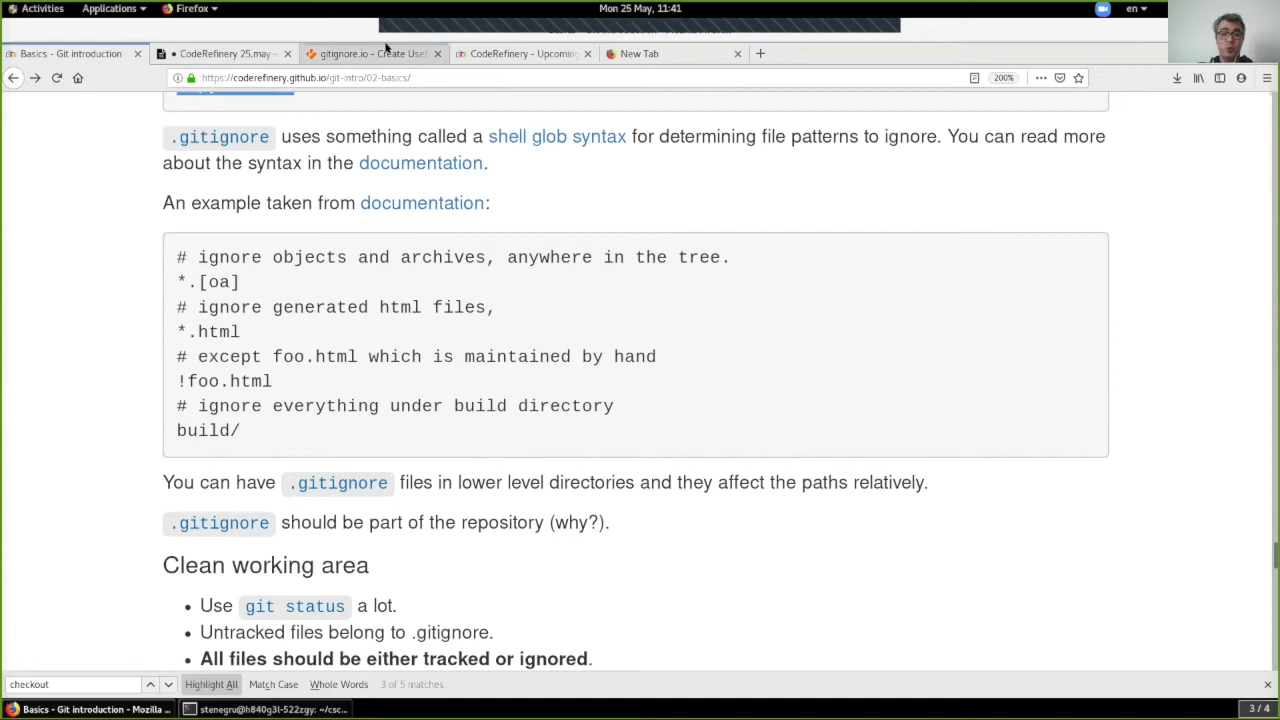 Activities Applications Firefox Mon 25 May, 11:41 en
Basics - Git introduction CodeRefinery 25.may- gitignore.io - Create Usef CodeRefinery - Upcoming New Tab
https://coderefinery.github.io/git-intro/02-basics/ 200%
.gitignore uses something called a shell glob syntax for determining file patterns to ignore. You can read more
about the syntax in the documentation.
An example taken from documentation:
# ignore objects and archives, anywhere in the tree.
*.[oa]
# ignore generated html files,
*.html
# except foo.html which is maintained by hand
!foo.html
# ignore everything under build directory
build/
You can have .gitignore files in lower level directories and they affect the paths relatively.
.gitignore should be part of the repository (why?).
Clean working area
• Use git status a lot.
• Untracked files belong to .gitignore.
• All files should be either tracked or ignored.
checkout Highlight All Match Case Whole Words 3 of 5 matches
Basics - Git introduction - Mozilla ... stenegru@h840g3l-522zgy: ~/csc... 3 / 4